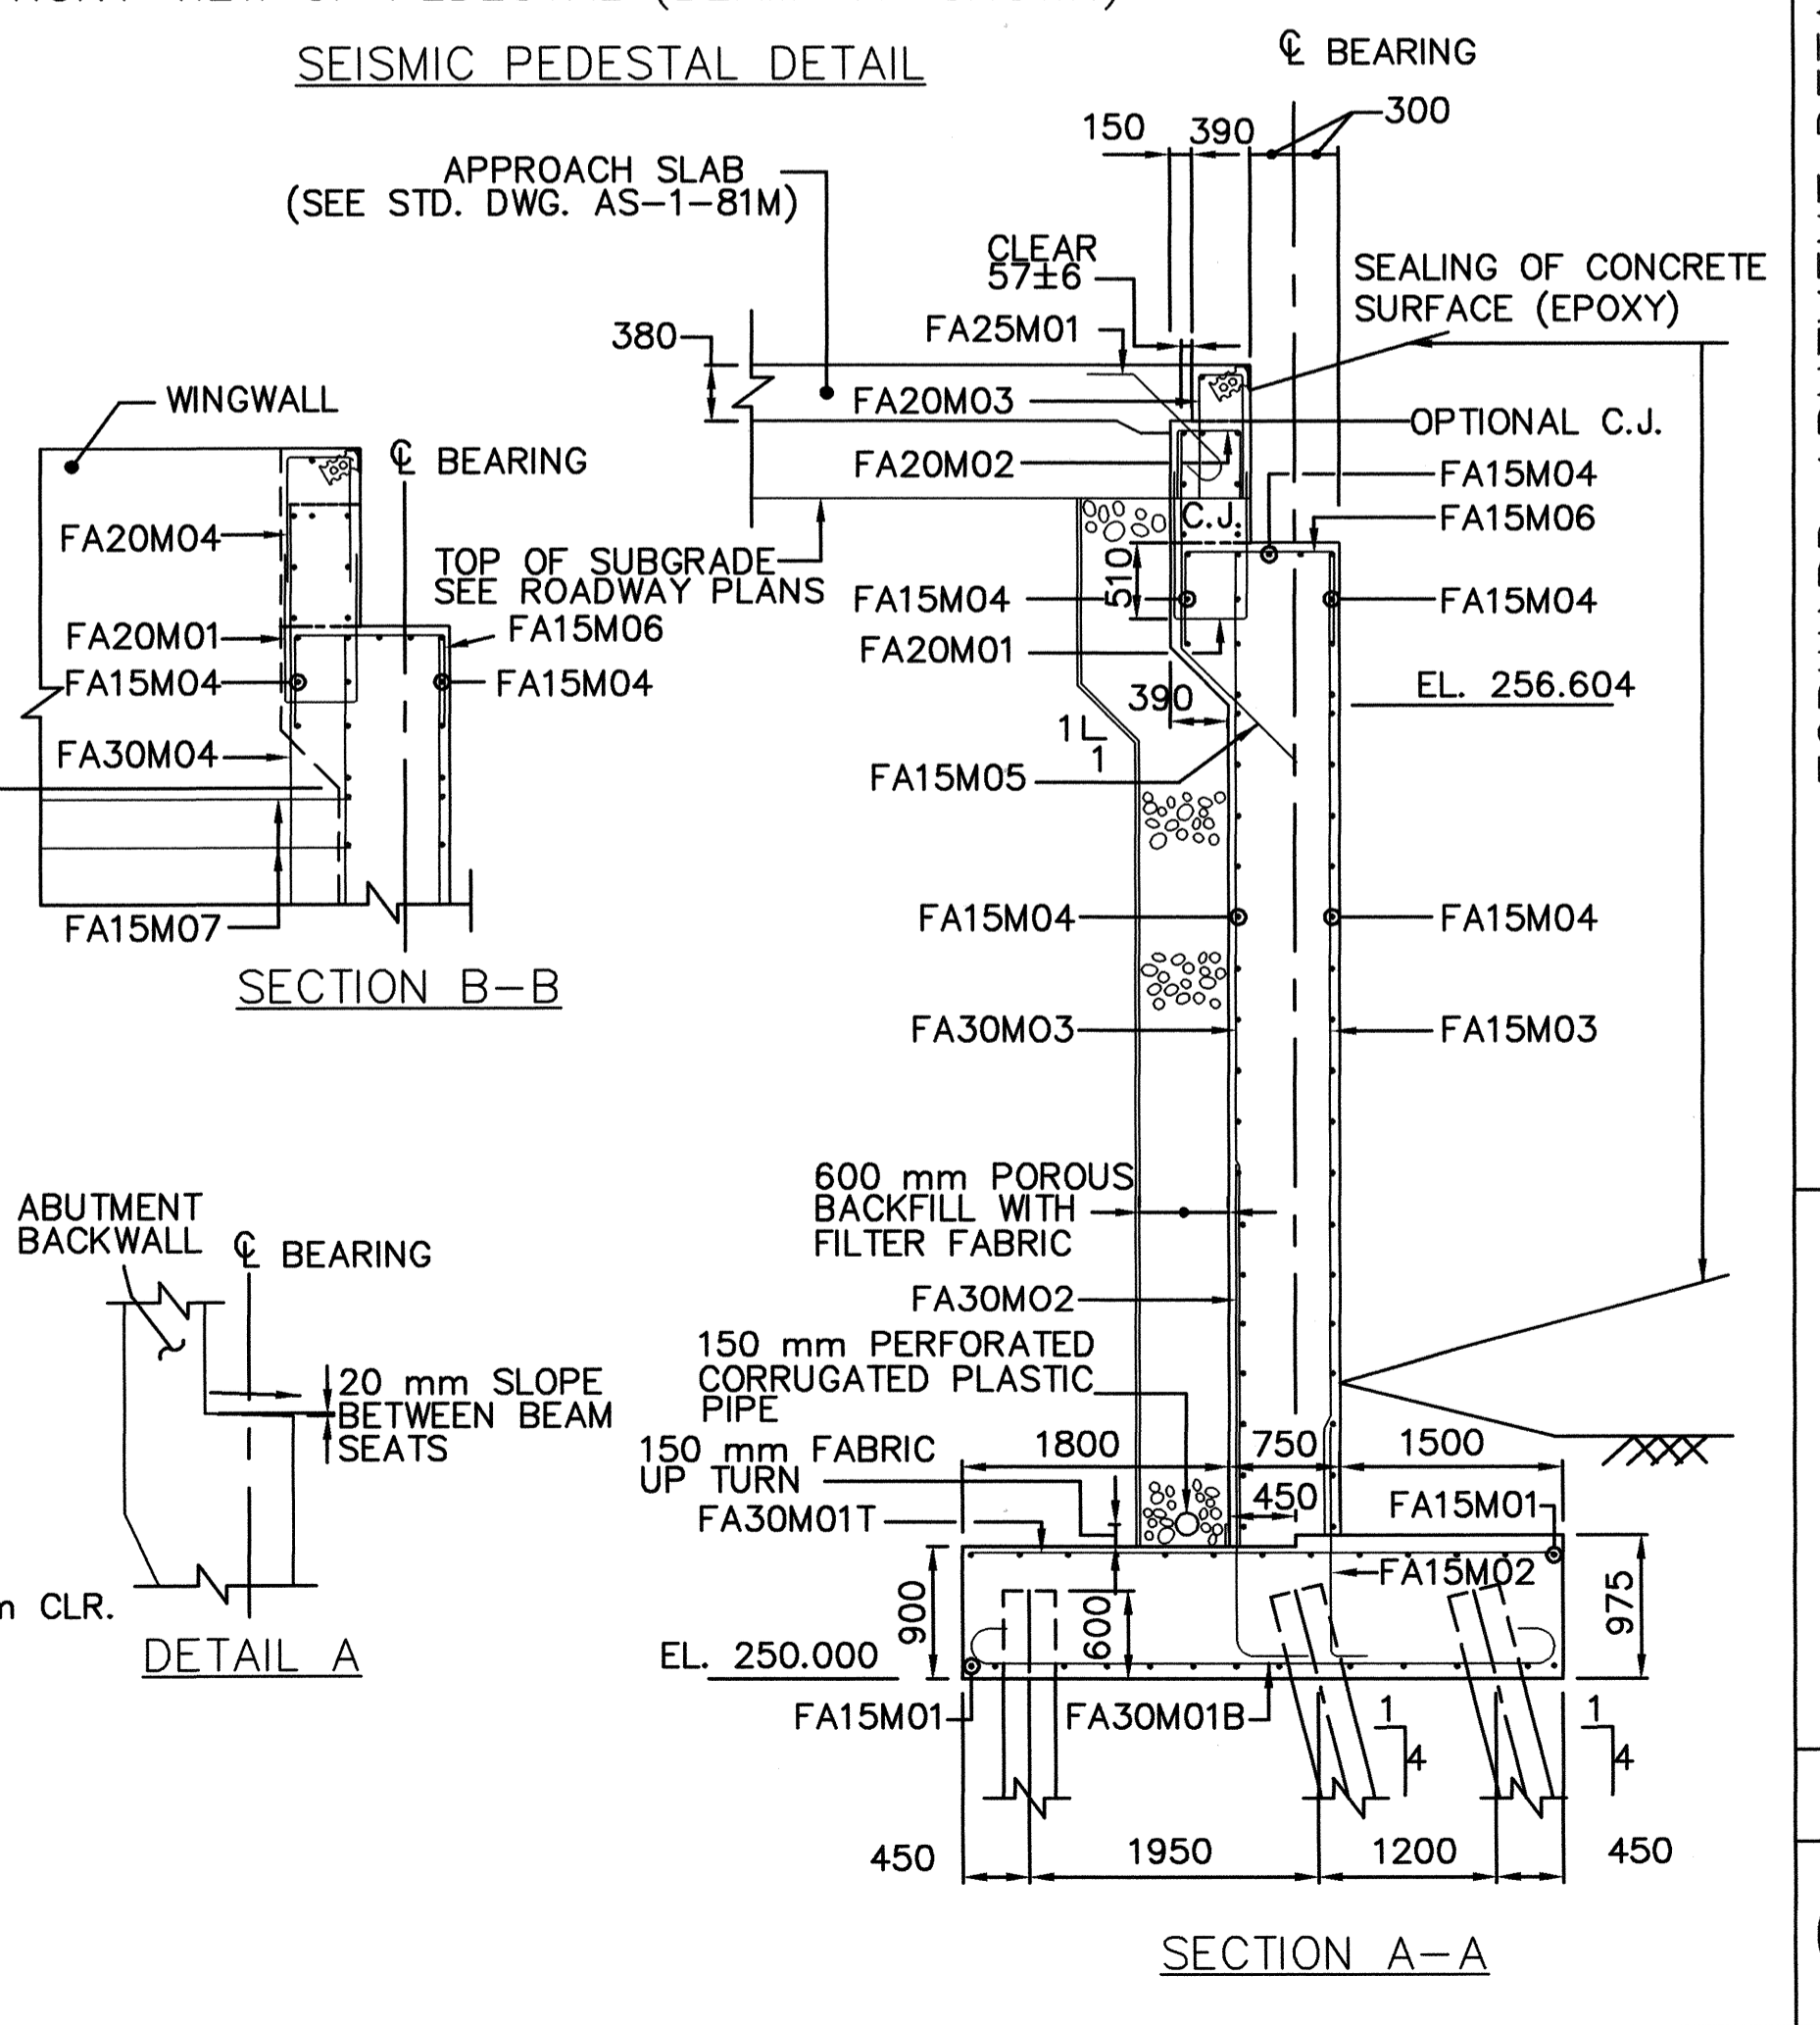 SEISMIC PEDESTAL DETAIL
℄ BEARING
150
390
300
APPROACH SLAB
(SEE STD. DWG. AS-1-81M)
CLEAR
57±6
SEALING OF CONCRETE
SURFACE (EPOXY)
FA25M01
380
FA20M03
OPTIONAL C.J.
FA20M02
FA15M04
C.J.
FA15M06
TOP OF SUBGRADE
SEE ROADWAY PLANS
510
FA15M04
FA15M04
FA20M01
390
EL. 256.604
1
1
FA15M05
FA15M04
FA15M04
FA30M03
FA15M03
600 mm POROUS
BACKFILL WITH
FILTER FABRIC
FA30M02
150 mm PERFORATED
CORRUGATED PLASTIC
PIPE
150 mm FABRIC
UP TURN
1800
750
1500
450
FA30M01T
FA15M01
FA15M02
900
600
975
EL. 250.000
FA15M01
FA30M01B
1
4
1
4
450
1950
1200
450
SECTION A-A
WINGWALL
℄ BEARING
FA20M04
FA20M01
FA15M06
FA15M04
FA15M04
FA30M04
FA15M07
SECTION B-B
ABUTMENT
BACKWALL
℄ BEARING
20 mm SLOPE
BETWEEN BEAM
SEATS
CLR.
DETAIL A